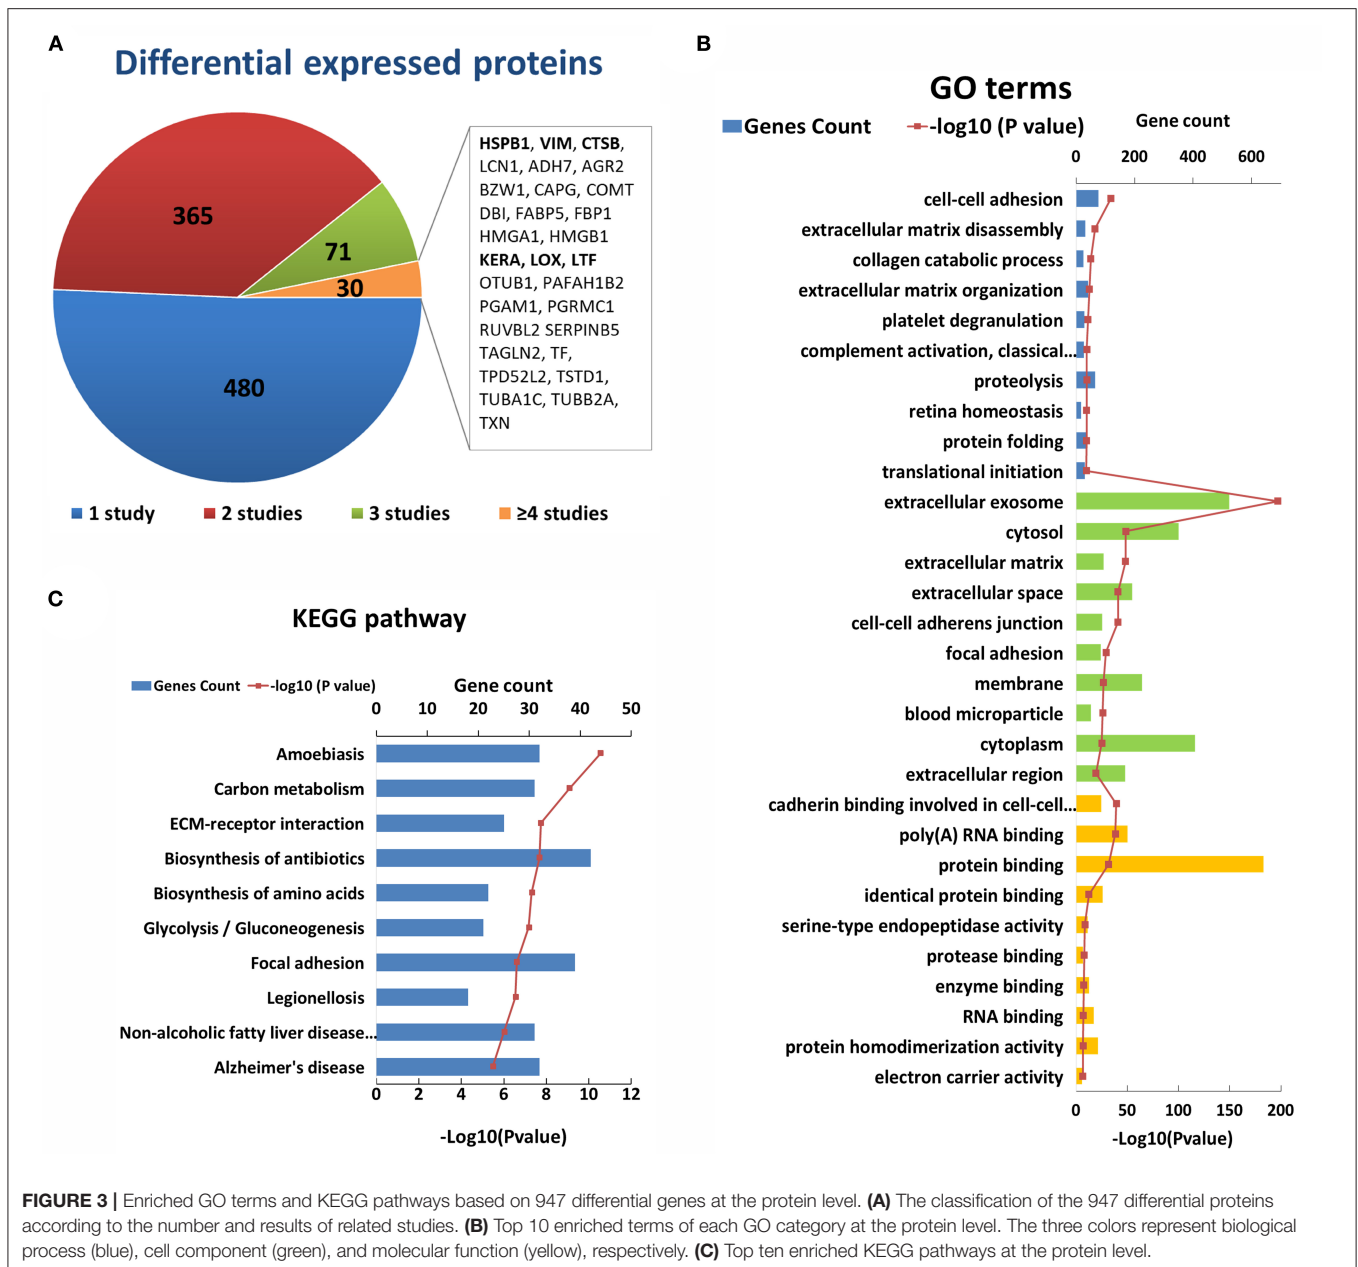 A
Differential expressed proteins
365
71
30
480
HSPB1, VIM, CTSB,
LCN1, ADH7, AGR2
BZW1, CAPG, COMT
DBI, FABP5, FBP1
HMGA1, HMGB1
KERA, LOX, LTF
OTUB1, PAFAH1B2
PGAM1, PGRMC1
RUVBL2 SERPINB5
TAGLN2, TF,
TPD52L2, TSTD1,
TUBA1C, TUBB2A,
TXN
1 study 2 studies 3 studies ≥4 studies
B
GO terms
Genes Count -log10 (P value) Gene count
0 200 400 600
cell-cell adhesion
extracellular matrix disassembly
collagen catabolic process
extracellular matrix organization
platelet degranulation
complement activation, classical...
proteolysis
retina homeostasis
protein folding
translational initiation
extracellular exosome
cytosol
extracellular matrix
extracellular space
cell-cell adherens junction
focal adhesion
membrane
blood microparticle
cytoplasm
extracellular region
cadherin binding involved in cell-cell...
poly(A) RNA binding
protein binding
identical protein binding
serine-type endopeptidase activity
protease binding
enzyme binding
RNA binding
protein homodimerization activity
electron carrier activity
0 50 100 150 200
-Log10(Pvalue)
C
KEGG pathway
Genes Count -log10 (P value) Gene count
0 10 20 30 40 50
Amoebiasis
Carbon metabolism
ECM-receptor interaction
Biosynthesis of antibiotics
Biosynthesis of amino acids
Glycolysis / Gluconeogenesis
Focal adhesion
Legionellosis
Non-alcoholic fatty liver disease...
Alzheimer's disease
0 2 4 6 8 10 12
-Log10(Pvalue)
FIGURE 3 | Enriched GO terms and KEGG pathways based on 947 differential genes at the protein level. (A) The classification of the 947 differential proteins
according to the number and results of related studies. (B) Top 10 enriched terms of each GO category at the protein level. The three colors represent biological
process (blue), cell component (green), and molecular function (yellow), respectively. (C) Top ten enriched KEGG pathways at the protein level.